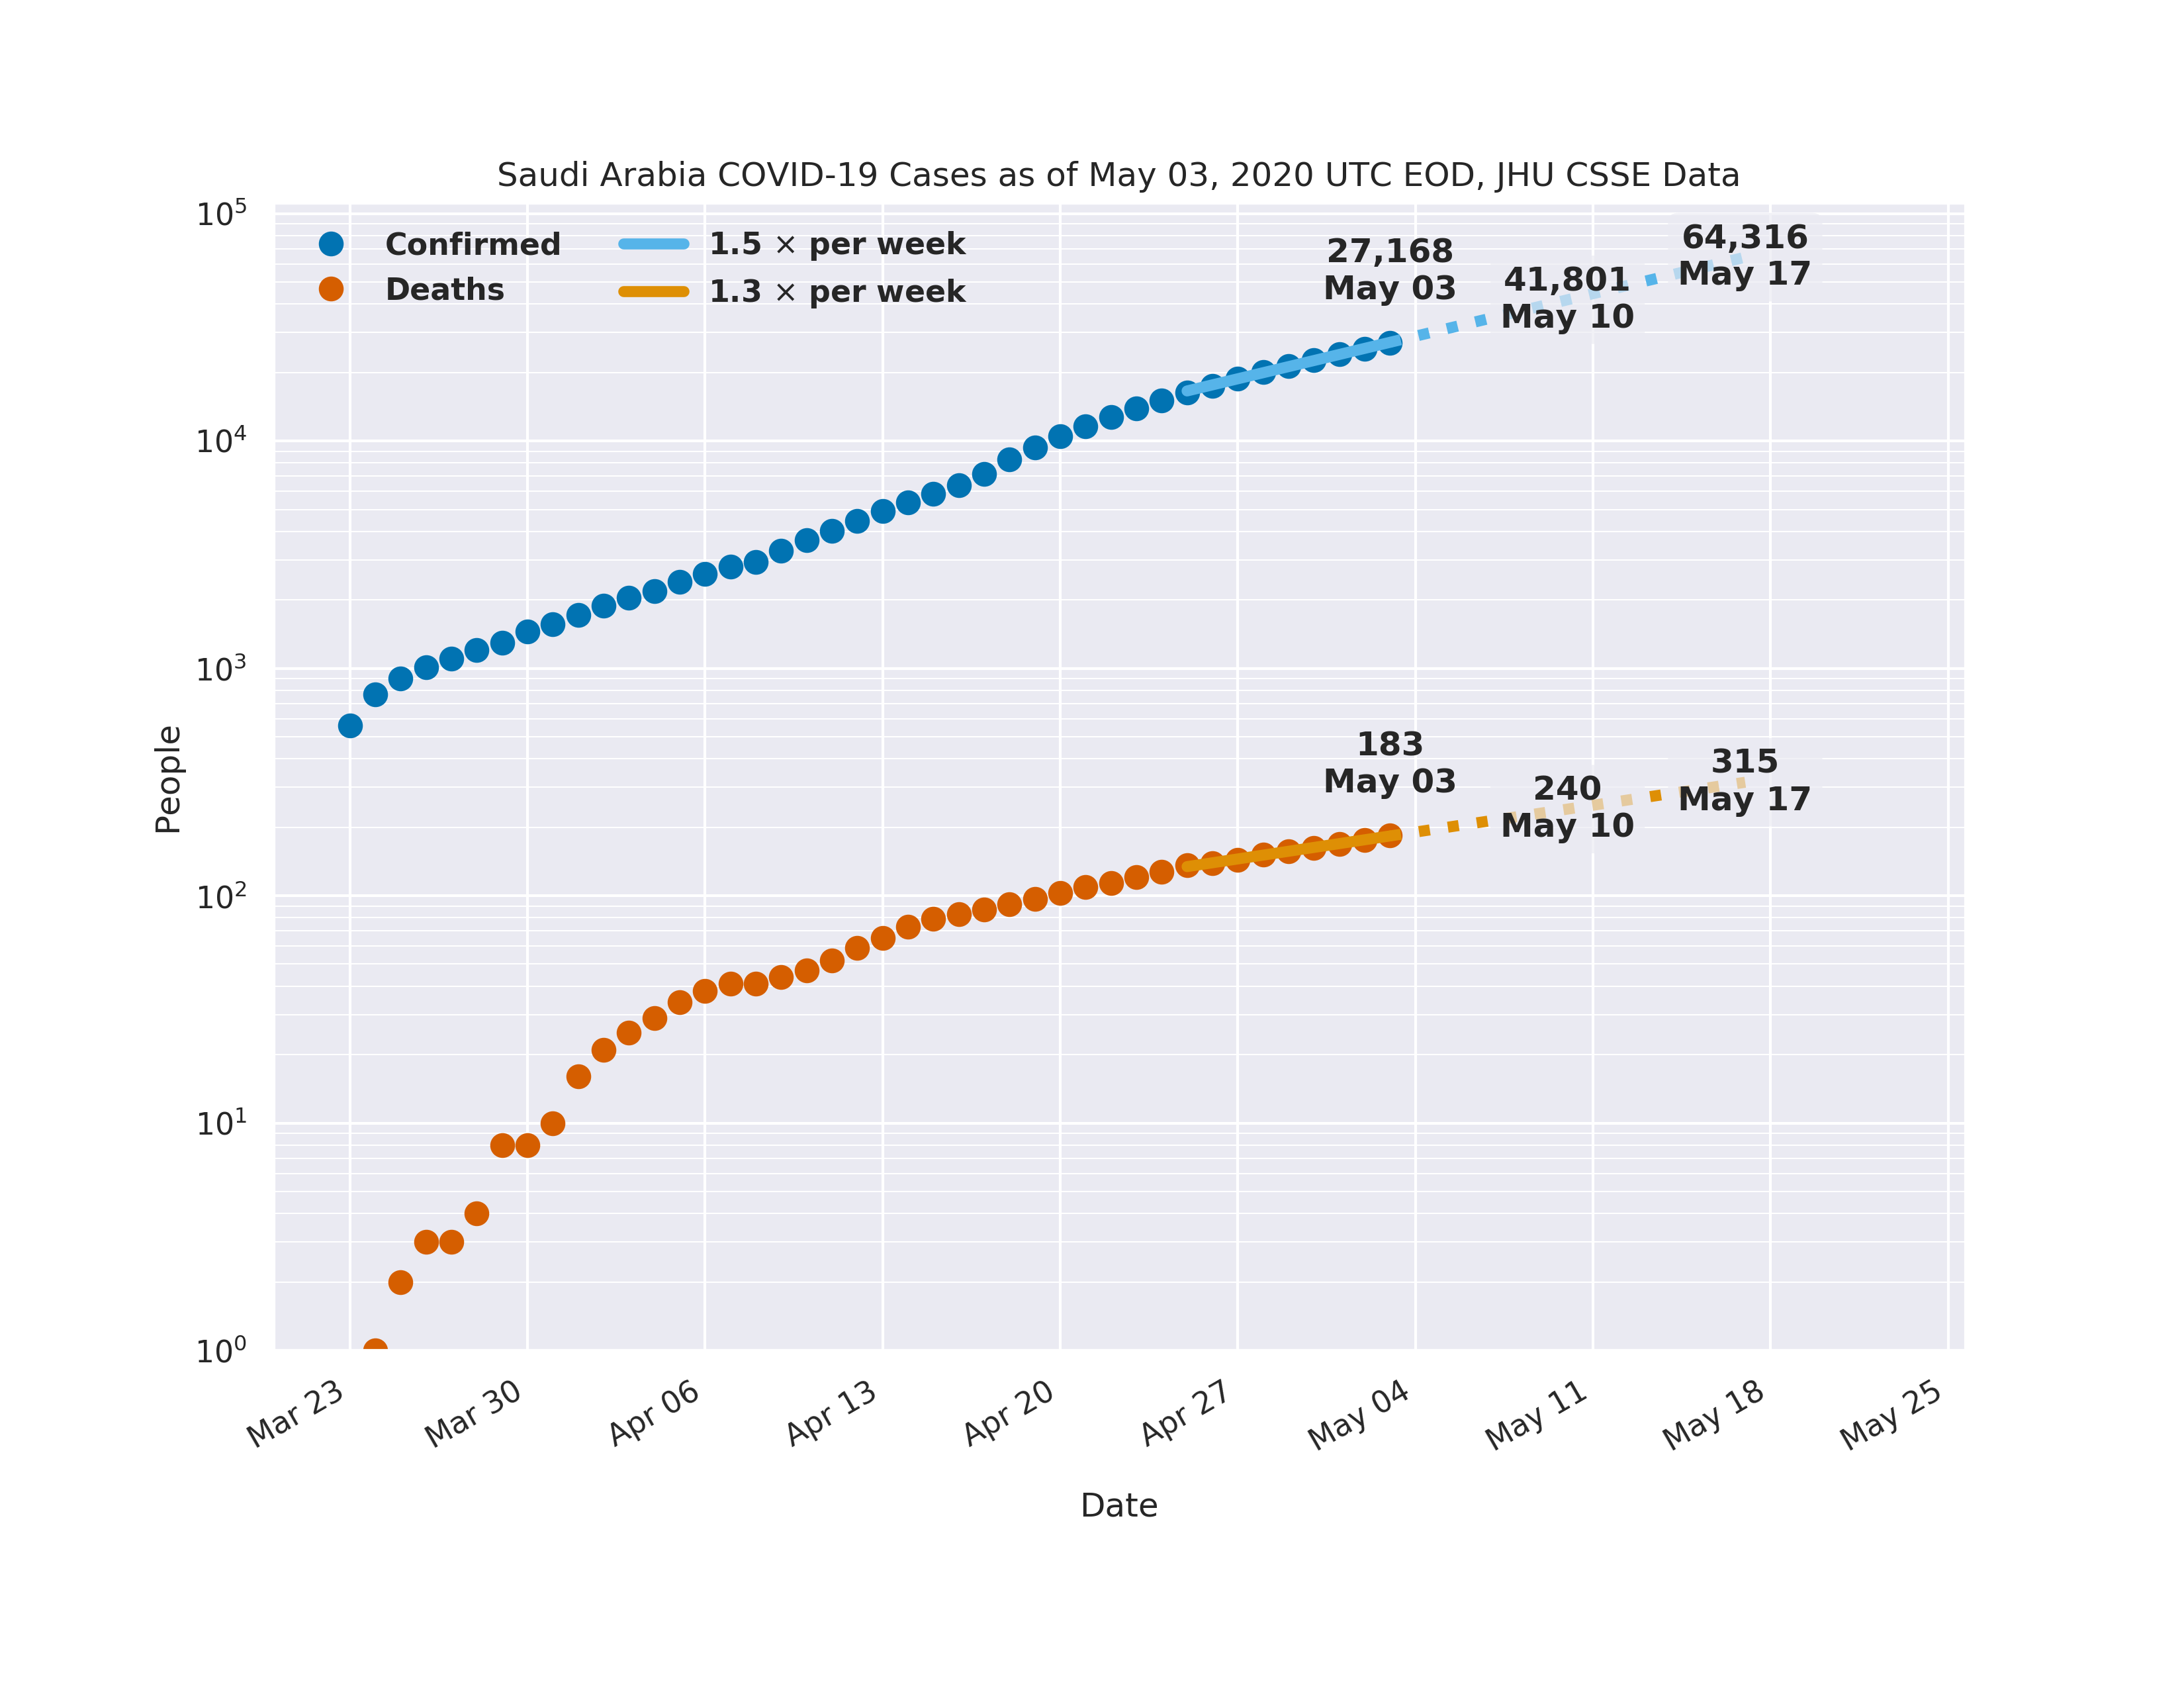 Saudi Arabia COVID-19 Cases as of May 03, 2020 UTC EOD, JHU CSSE Data
Confirmed
Deaths
1.5 × per week
1.3 × per week
27,168
May 03
41,801
May 10
64,316
May 17
183
May 03
240
May 10
315
May 17
People
10⁵
10⁴
10³
10²
10¹
10⁰
Mar 23
Mar 30
Apr 06
Apr 13
Apr 20
Apr 27
May 04
May 11
May 18
May 25
Date